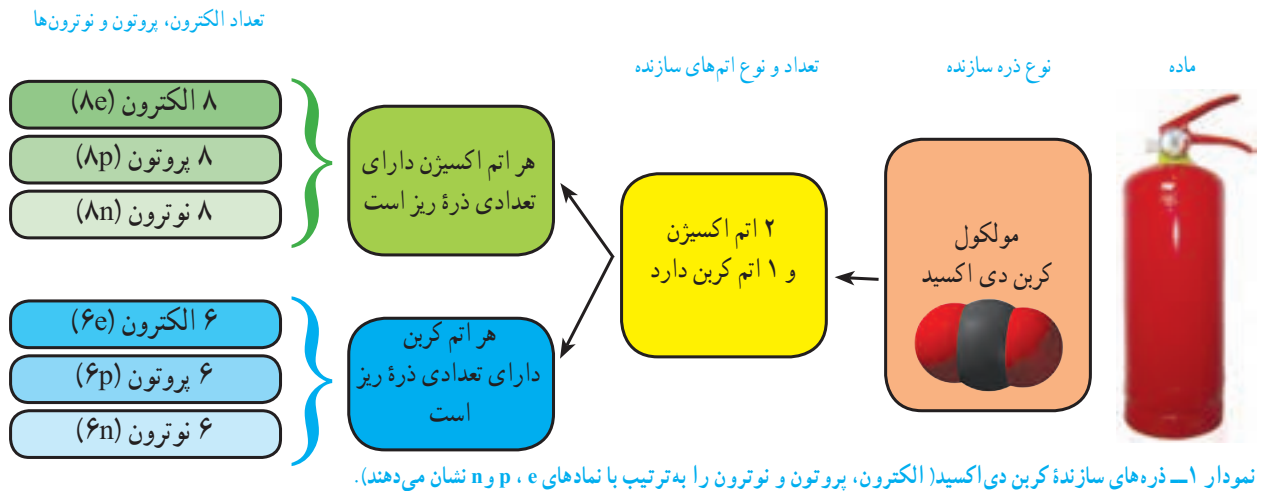 ماده
نوع ذره سازنده
تعداد و نوع اتم‌های سازنده
تعداد الکترون، پروتون و نوترون‌ها
مولکول
کربن دی اکسید
۲ اتم اکسیژن
و ۱ اتم کربن دارد
هر اتم اکسیژن دارای
تعدادی ذرهٔ ریز است
۸ الکترون (۸e)
۸ پروتون (۸p)
۸ نوترون (۸n)
هر اتم کربن
دارای تعدادی ذرهٔ ریز
است
۶ الکترون (۶e)
۶ پروتون (۶p)
۶ نوترون (۶n)
نمودار ۱ــ ذره‌های سازندهٔ کربن دی‌اکسید( الکترون، پروتون و نوترون را به‌ترتیب با نمادهای p ، e و n نشان می‌دهند).